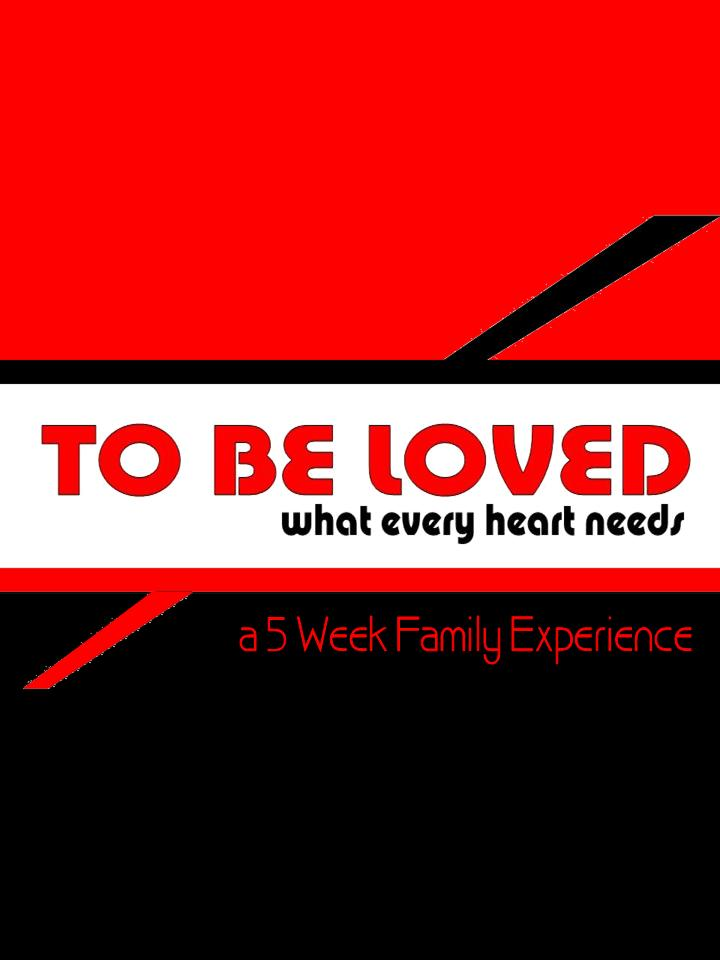 TO BE LOVED
what every heart needs
a 5 Week Family Experience